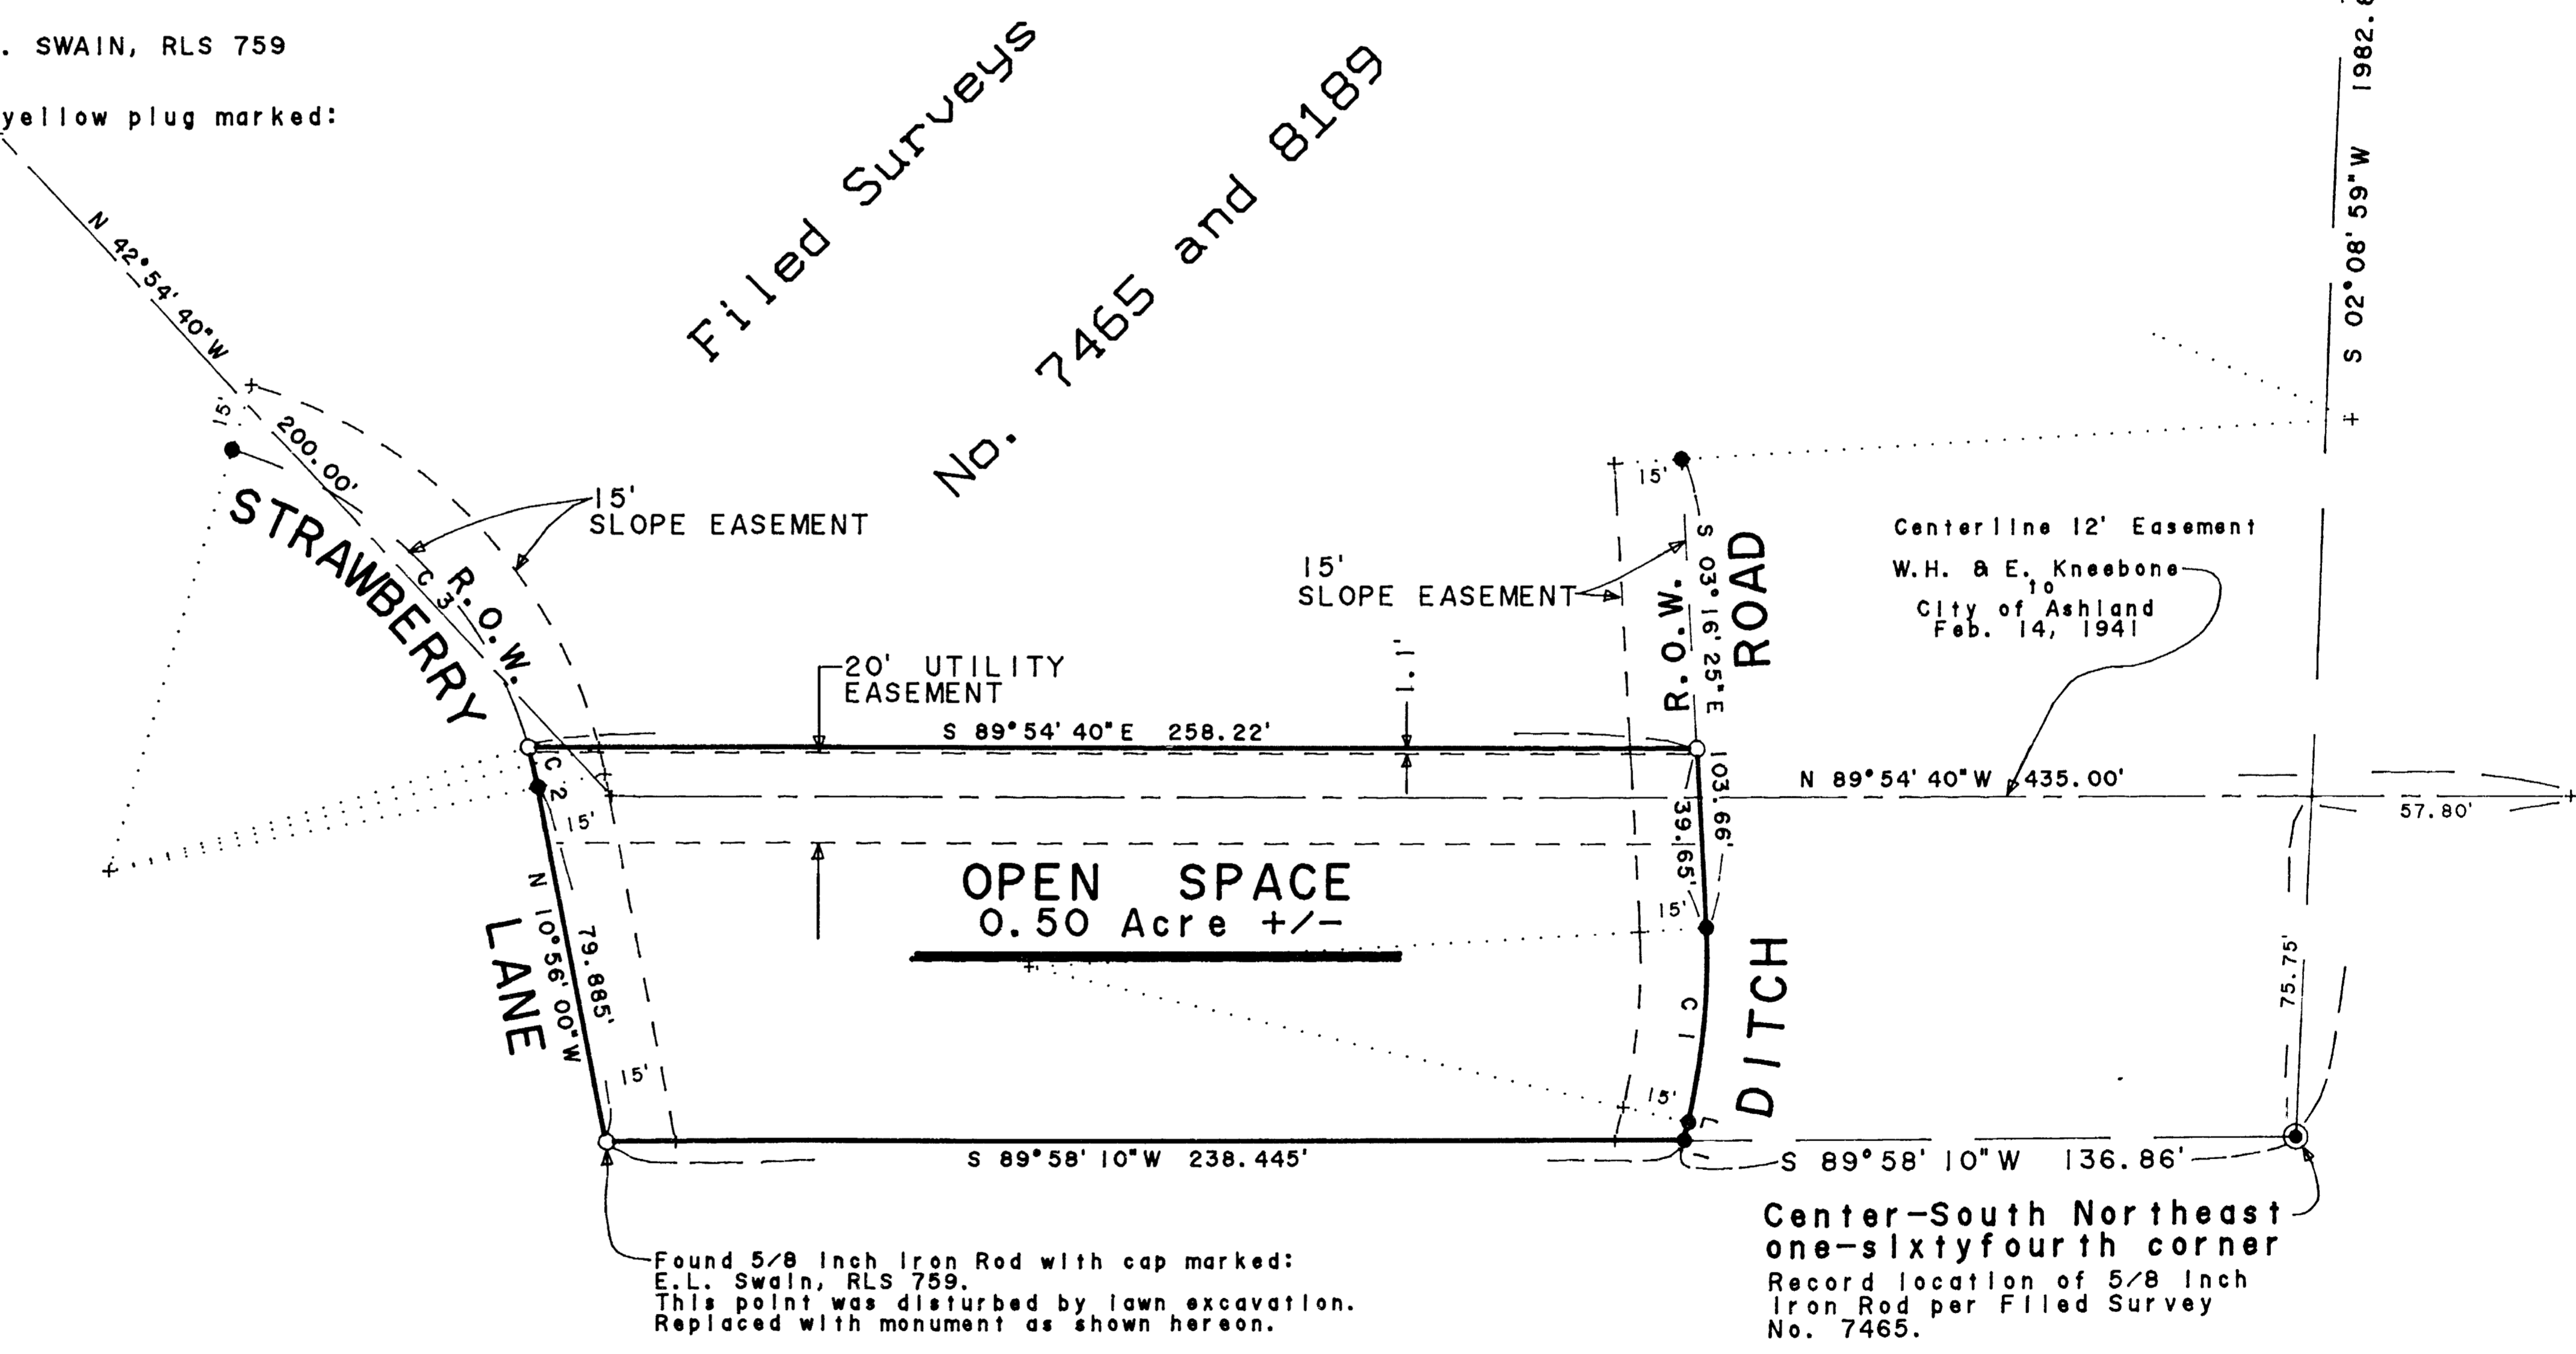 . SWAIN, RLS 759
yellow plug marked:
Filed Surveys
No. 7465 and 8189
S 02°08'59"W
N 42°54'40"W
15'
200.00'
STRAWBERRY
LANE
C 3
R.O.W.
15'
SLOPE EASEMENT
15'
SLOPE EASEMENT
15'
S 03°16'25"E
R.O.W.
ROAD
DITCH
Centerline 12' Easement
W.H. & E. Kneebone
to
City of Ashland
Feb. 14, 1941
20' UTILITY
EASEMENT
1.1'
S 89°54'40"E 258.22'
103.66'
39.65'
N 89°54'40"W 435.00'
57.80'
C 2
15'
OPEN SPACE
0.50 Acre +/-
15'
N 10°56'00"W
79.885'
C 1
75.75'
15'
15'
L
S 89°58'10"W 238.445'
S 89°58'10"W 136.86'
Center-South Northeast
one-sixtyfourth corner
Record location of 5/8 Inch
Iron Rod per Filed Survey
No. 7465.
Found 5/8 Inch Iron Rod with cap marked:
E.L. Swain, RLS 759.
This point was disturbed by lawn excavation.
Replaced with monument as shown hereon.